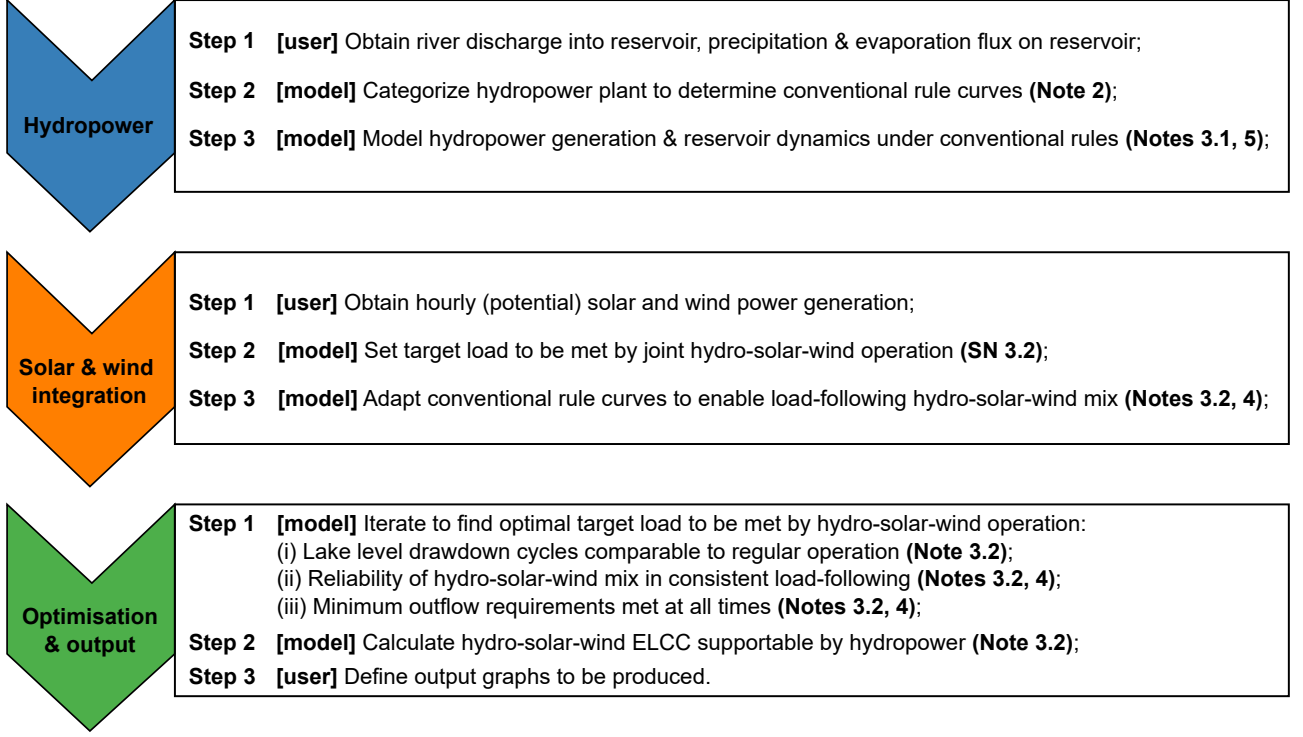 Hydropower
Step 1 [user] Obtain river discharge into reservoir, precipitation & evaporation flux on reservoir;
Step 2 [model] Categorize hydropower plant to determine conventional rule curves (Note 2);
Step 3 [model] Model hydropower generation & reservoir dynamics under conventional rules (Notes 3.1, 5);
Solar & wind
integration
Step 1 [user] Obtain hourly (potential) solar and wind power generation;
Step 2 [model] Set target load to be met by joint hydro-solar-wind operation (SN 3.2);
Step 3 [model] Adapt conventional rule curves to enable load-following hydro-solar-wind mix (Notes 3.2, 4);
Optimisation
& output
Step 1 [model] Iterate to find optimal target load to be met by hydro-solar-wind operation:
(i) Lake level drawdown cycles comparable to regular operation (Note 3.2);
(ii) Reliability of hydro-solar-wind mix in consistent load-following (Notes 3.2, 4);
(iii) Minimum outflow requirements met at all times (Notes 3.2, 4);
Step 2 [model] Calculate hydro-solar-wind ELCC supportable by hydropower (Note 3.2);
Step 3 [user] Define output graphs to be produced.